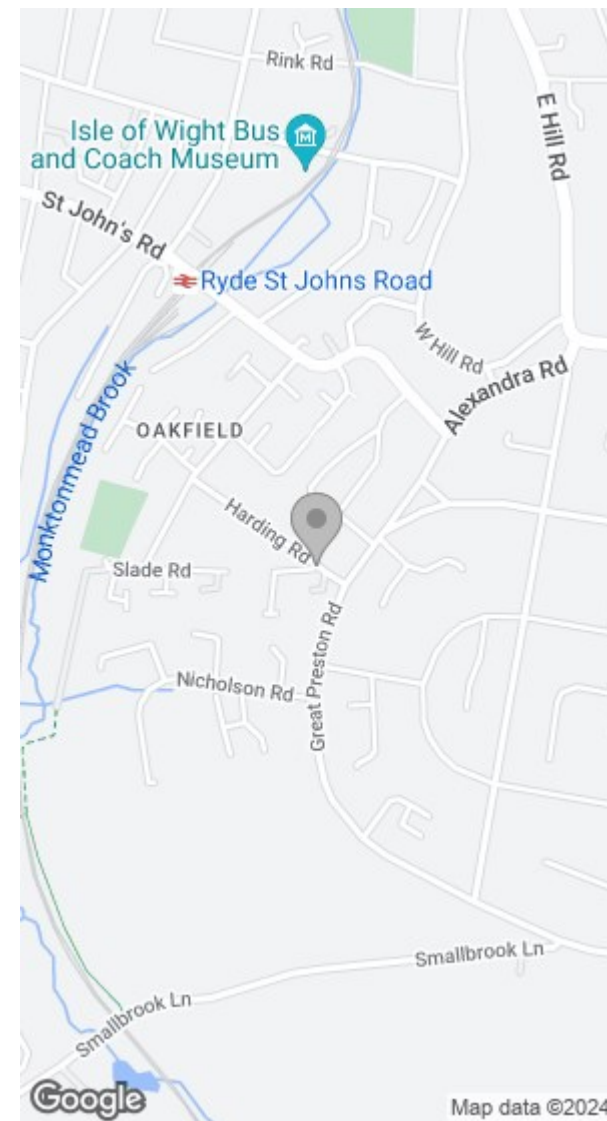 Rink Rd
E Hill Rd
Isle of Wight Bus
and Coach Museum
M
St John's Rd
Ryde St Johns Road
W Hill Rd
Alexandra Rd
Monktonmead Brook
OAKFIELD
Harding Rd
Slade Rd
Great Preston Rd
Nicholson Rd
Smallbrook Ln
Smallbrook Ln
Google
Map data ©2024